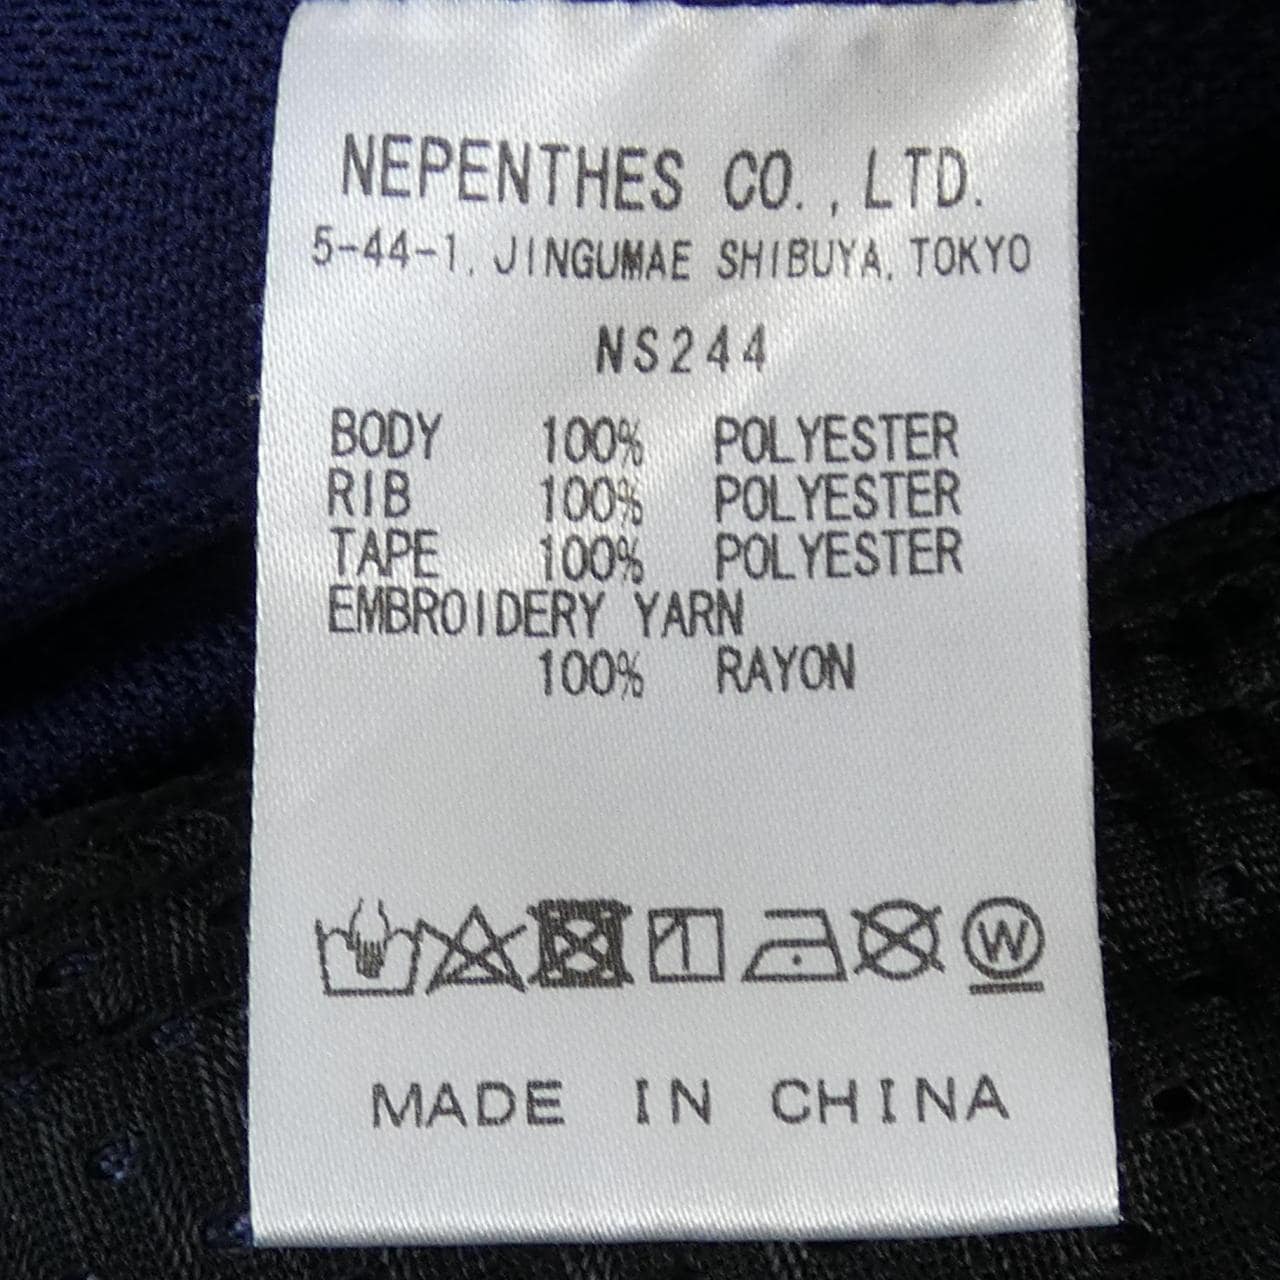 NEPENTHES CO., LTD.
5-44-1. JINGUMAE SHIBUYA. TOKYO
NS244
BODY 100% POLYESTER
RIB 100% POLYESTER
TAPE 100% POLYESTER
EMBROIDERY YARN
100% RAYON
W
MADE IN CHINA